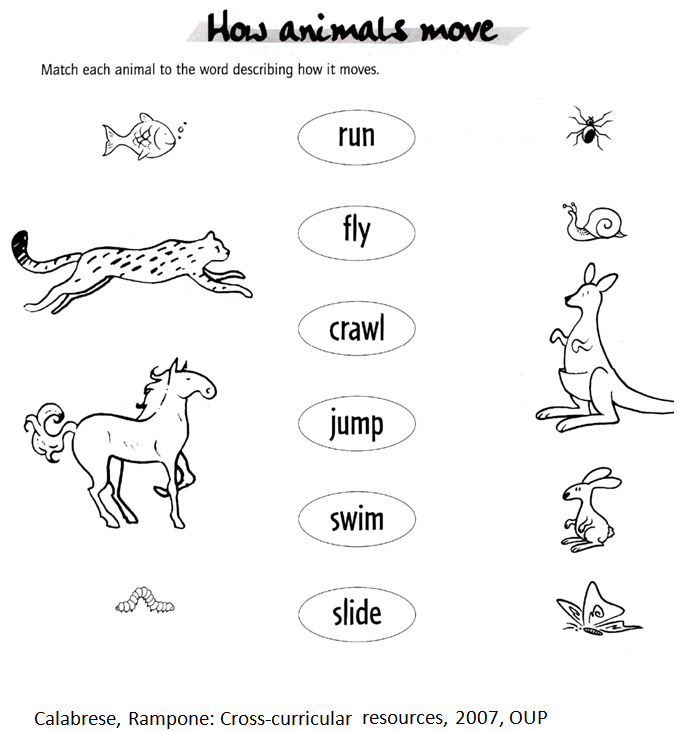 How animals move
Match each animal to the word describing how it moves.
run
fly
crawl
jump
swim
slide
Calabrese, Rampone: Cross-curricular resources, 2007, OUP